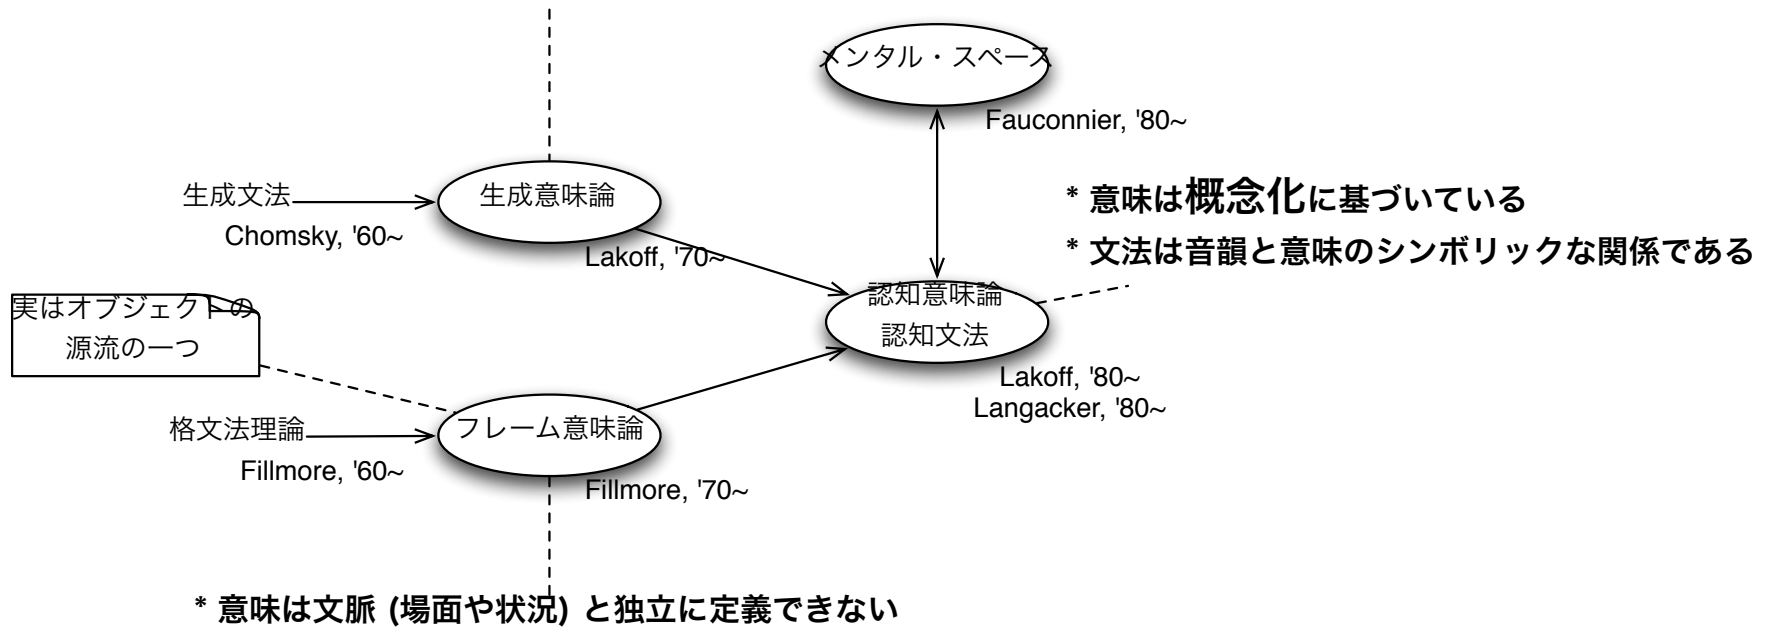 メンタル・スペース
Fauconnier, '80~
生成文法
Chomsky, '60~
生成意味論
Lakoff, '70~
* 意味は概念化に基づいている
* 文法は音韻と意味のシンボリックな関係である
実はオブジェクトの
源流の一つ
認知意味論
認知文法
Lakoff, '80~
Langacker, '80~
格文法理論
Fillmore, '60~
フレーム意味論
Fillmore, '70~
* 意味は文脈 (場面や状況) と独立に定義できない